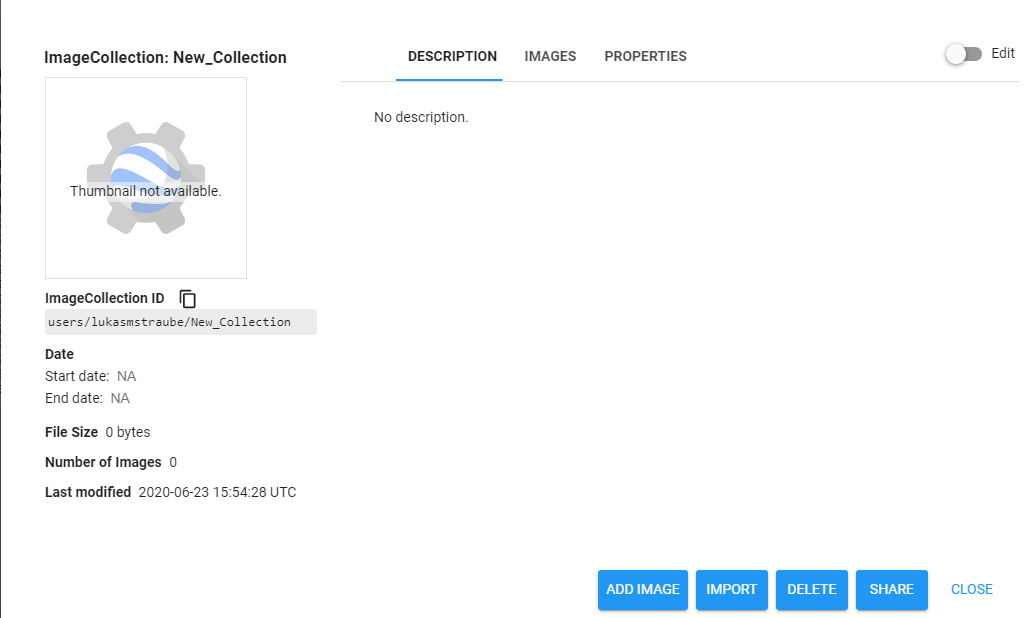 ImageCollection: New_Collection
DESCRIPTION IMAGES PROPERTIES
Edit
Thumbnail not available.
No description.
ImageCollection ID
users/lukasmstraube/New_Collection
Date
Start date: NA
End date: NA
File Size 0 bytes
Number of Images 0
Last modified 2020-06-23 15:54:28 UTC
ADD IMAGE IMPORT DELETE SHARE CLOSE